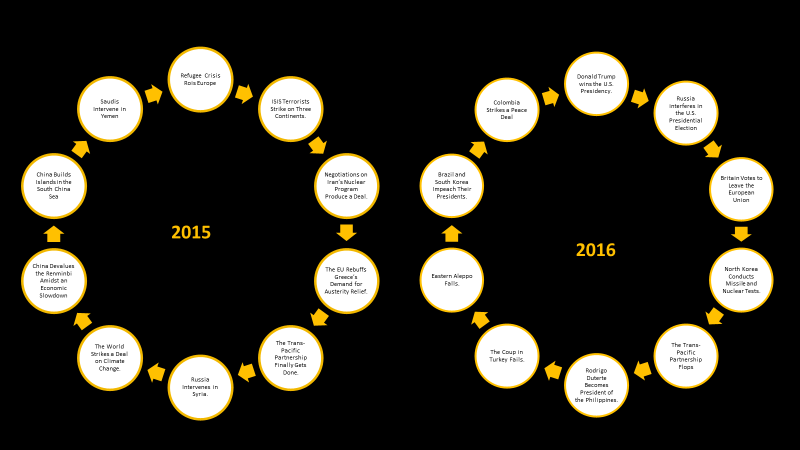 Refugee Crisis
Roils Europe
ISIS Terrorists
Strike on Three
Continents.
Negotiations on
Iran's Nuclear
Program
Produce a Deal.
The EU Rebuffs
Greece's
Demand for
Austerity Relief.
The Trans-
Pacific
Partnership
Finally Gets
Done.
Russia
Intervenes in
Syria.
The World
Strikes a Deal
on Climate
Change.
China Devalues
the Renminbi
Amidst an
Economic
Slowdown
China Builds
Islands in the
South China
Sea
Saudis
Intervene in
Yemen
2015
Donald Trump
wins the U.S.
Presidency.
Russia
Interferes in
the U.S.
Presidential
Election
Britain Votes to
Leave the
European
Union
North Korea
Conducts
Missile and
Nuclear Tests.
The Trans-
Pacific
Partnership
Flops
Rodrigo
Duterte
Becomes
President of
the Philippines.
The Coup in
Turkey Fails.
Eastern Aleppo
Falls.
Brazil and
South Korea
Impeach Their
Presidents.
Colombia
Strikes a Peace
Deal
2016